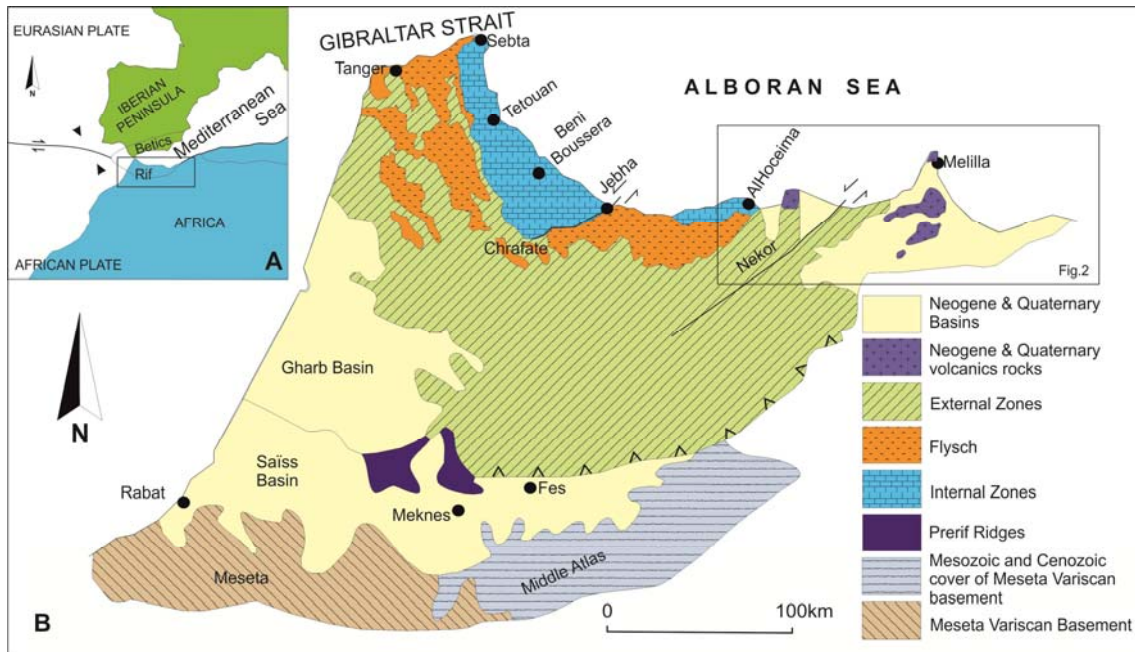 EURASIAN PLATE
N
IBERIAN
PENINSULA
Mediterranean
Sea
Betics
Rif
AFRICA
AFRICAN PLATE
A
GIBRALTAR STRAIT
Sebta
Tanger
ALBORAN SEA
Tetouan
Beni
Boussera
Jebha
AlHoceima
Melilla
Chrafate
Nekor
Fig.2
Gharb Basin
N
Saïss
Basin
Rabat
Fes
Meknes
Meseta
Middle Atlas
B
0 100km
Neogene & Quaternary
Basins
Neogene & Quaternary
volcanics rocks
External Zones
Flysch
Internal Zones
Prerif Ridges
Mesozoic and Cenozoic
cover of Meseta Variscan
basement
Meseta Variscan Basement